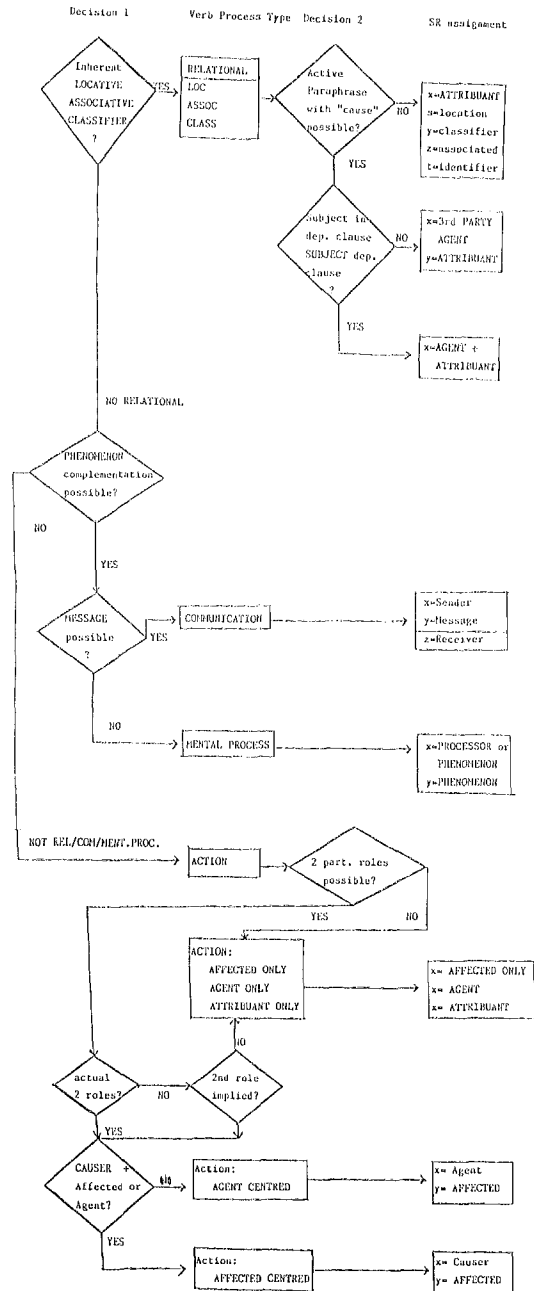 Decision 1
Verb Process Type
Decision 2
SR assignment
Inherent
LOCATIVE
ASSOCIATIVE
CLASSIFIER
?
YES
RELATIONAL
LOC
ASSOC
CLASS
Active
Paraphrase
with "cause"
possible?
NO
x=ATTRIBUANT
s=location
y=classifier
z=associated
t=identifier
YES
Subject in
dep. clause
SUBJECT dep.
clause
?
NO
x=3rd PARTY
AGENT
y=ATTRIBUANT
YES
x=AGENT +
ATTRIBUANT
NO RELATIONAL
PHENOMENON
complementation
possible?
NO
YES
MESSAGE
possible
?
YES
COMMUNICATION
x=Sender
y=Message
z=Receiver
NO
MENTAL PROCESS
x=PROCESSOR or
PHENOMENON
y=PHENOMENON
NOT REL/COM/MENT.PROC.
ACTION
2 part. roles
possible?
YES
NO
ACTION:
AFFECTED ONLY
AGENT ONLY
ATTRIBUANT ONLY
x= AFFECTED ONLY
x= AGENT
x= ATTRIBUANT
NO
actual
2 roles?
NO
2nd role
implied?
YES
CAUSER +
Affected or
Agent?
NO
Action:
AGENT CENTRED
x= Agent
y= AFFECTED
YES
Action:
AFFECTED CENTRED
x= Causer
y= AFFECTED